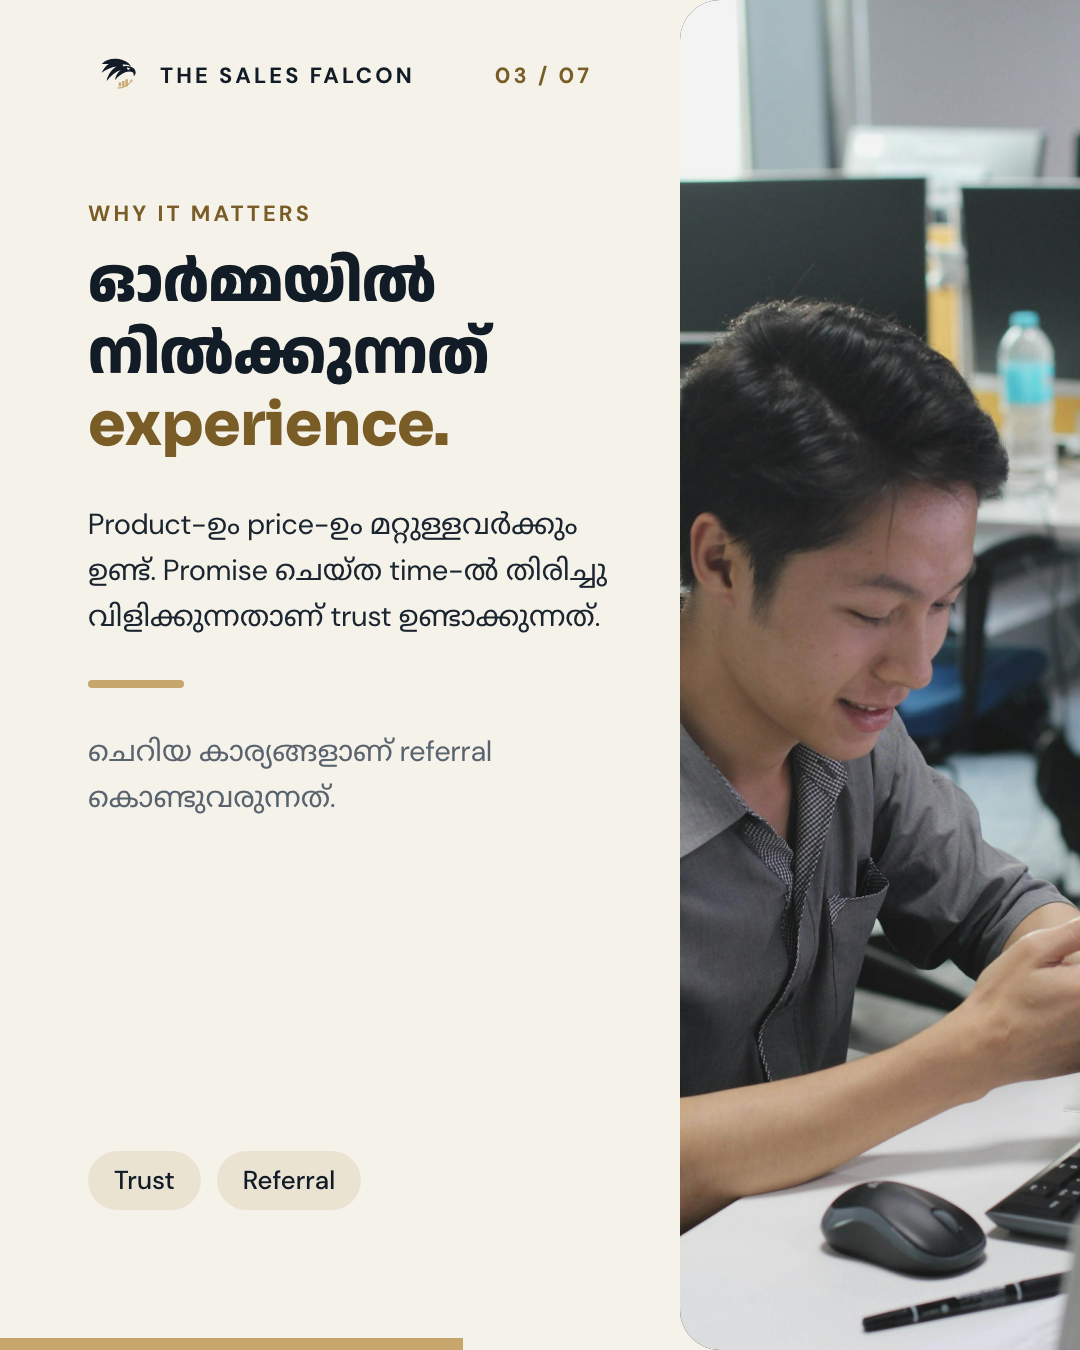 THE SALES FALCON
03 / 07
WHY IT MATTERS
ഓർമ്മയിൽ
നിൽക്കുന്നത്
experience.
Product-ഉം price-ഉം മറ്റുള്ളവർക്കും
ഉണ്ട്. Promise ചെയ്ത time-ൽ തിരിച്ചു
വിളിക്കുന്നതാണ് trust ഉണ്ടാക്കുന്നത്.
ചെറിയ കാര്യങ്ങളാണ് referral
കൊണ്ടുവരുന്നത്.
Trust
Referral